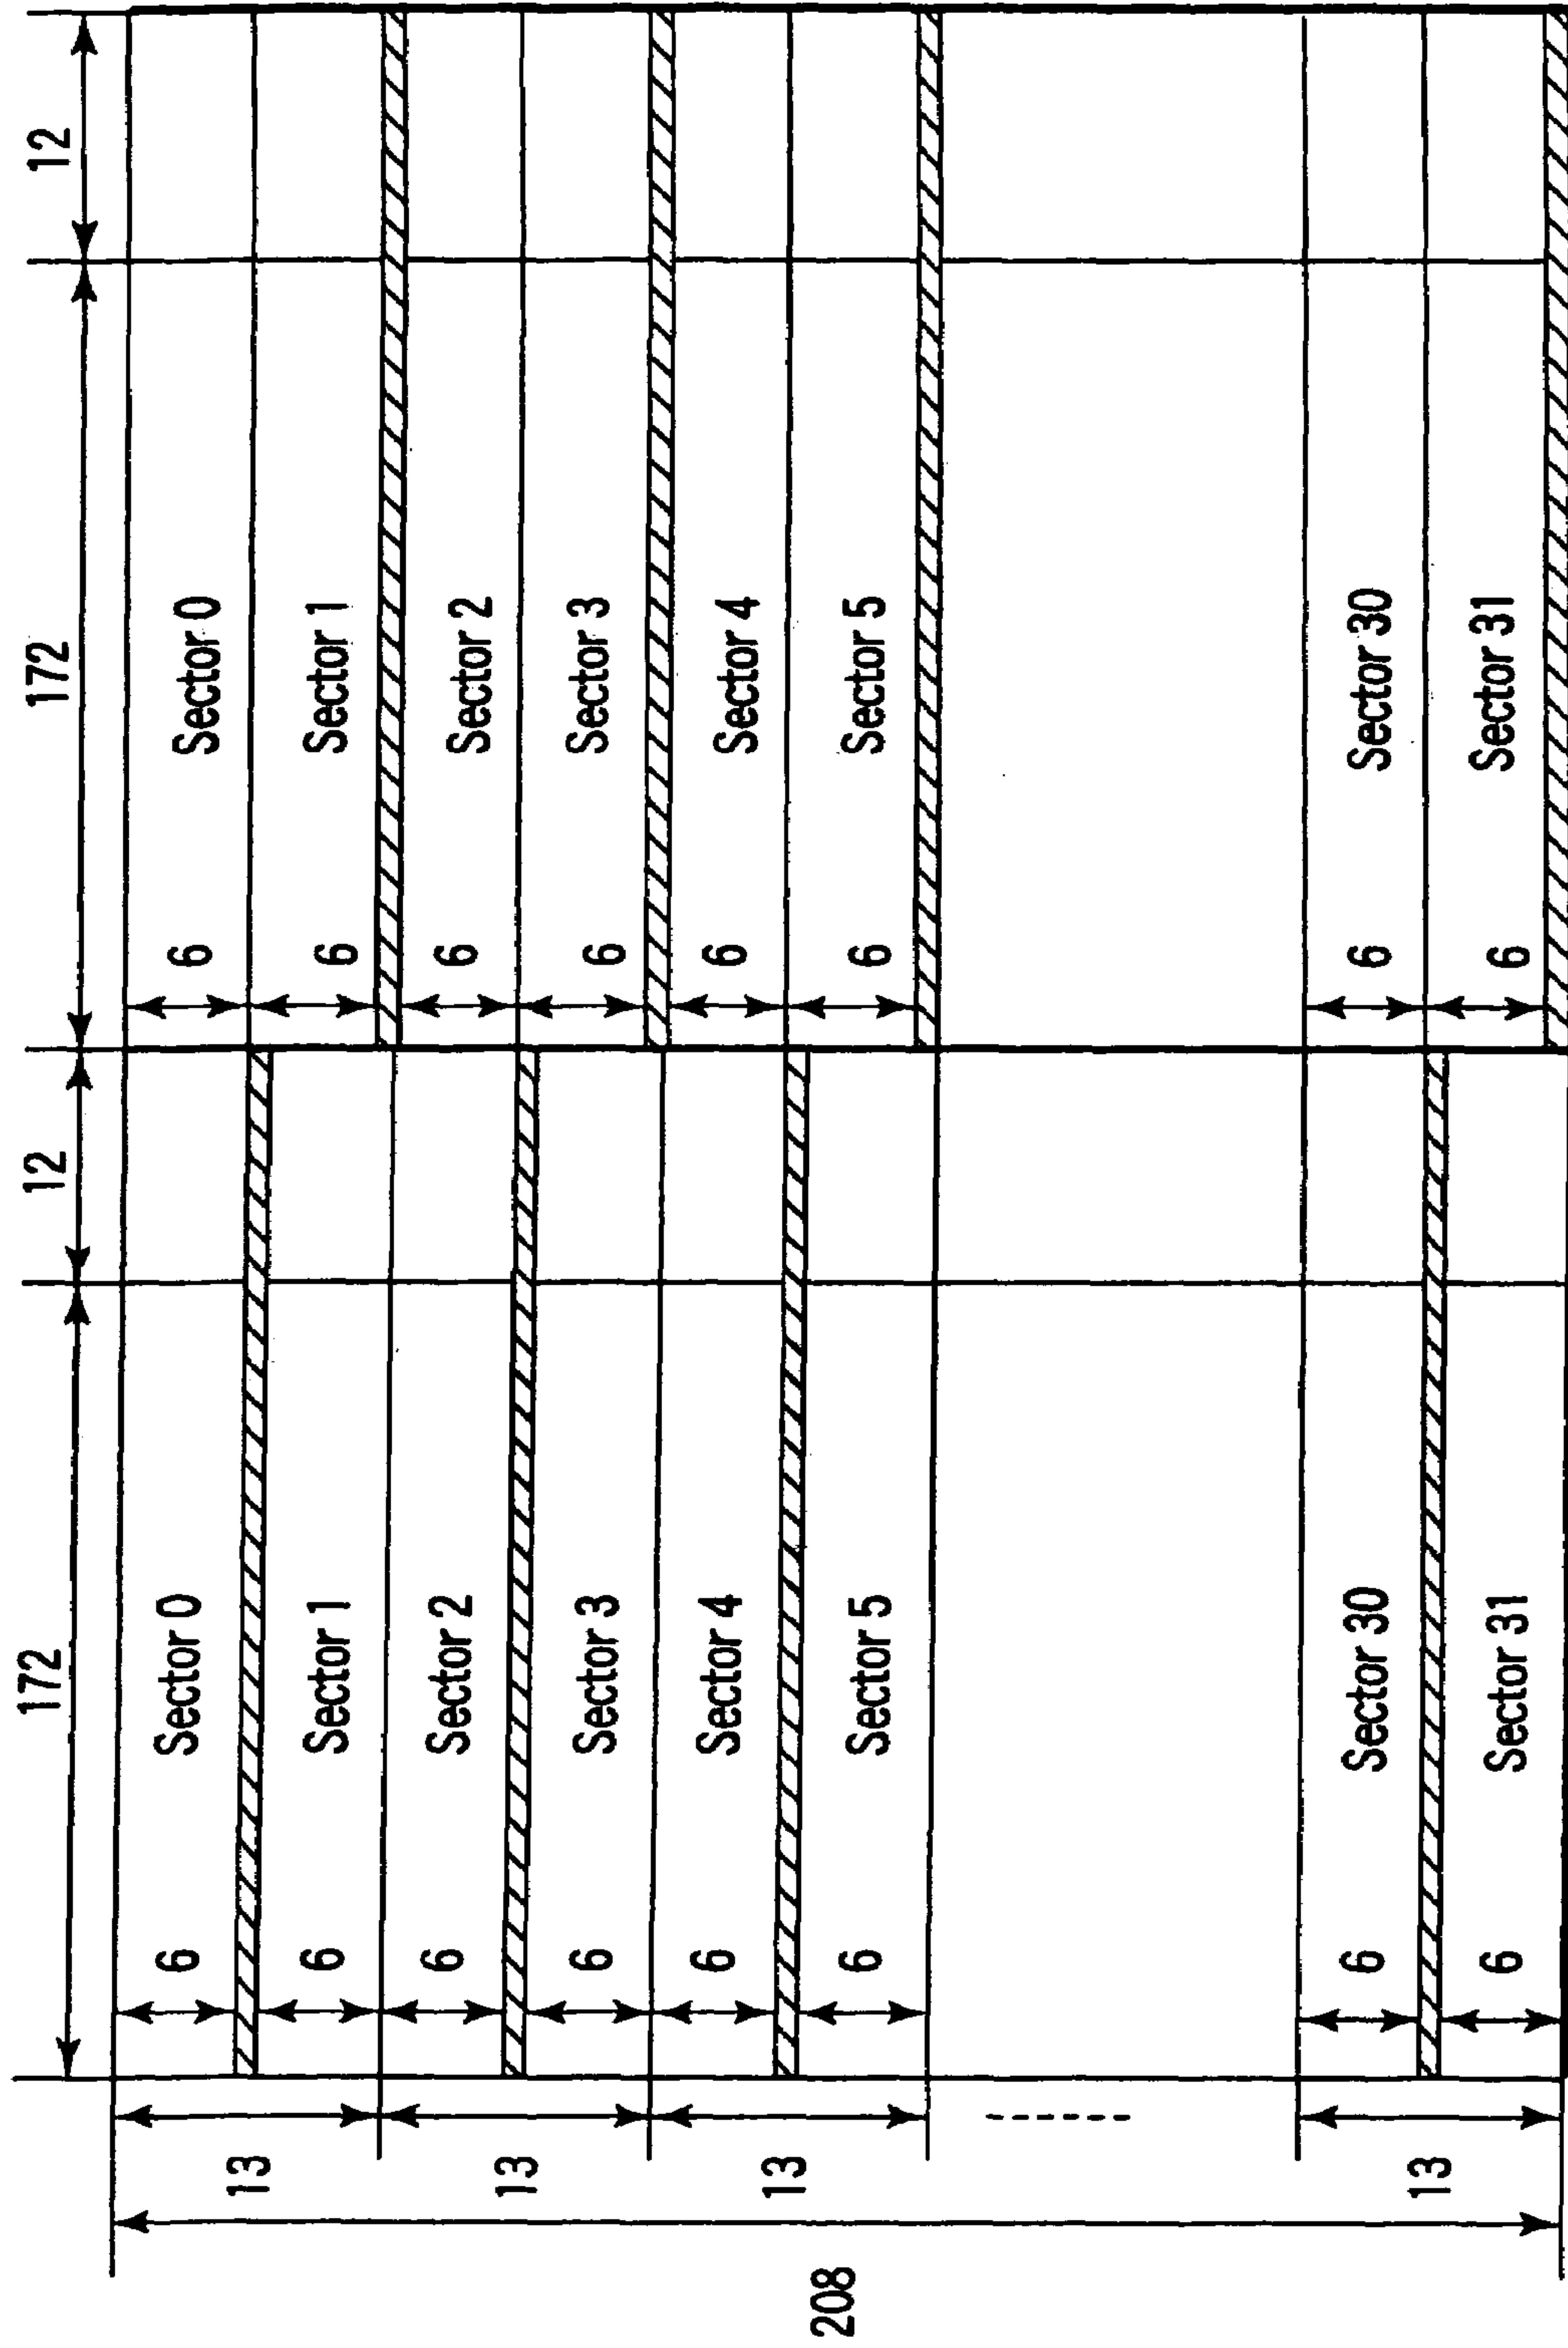 172 12 172 12
6 Sector 0 6 Sector 0
13
6 Sector 1 6 Sector 1
6 Sector 2 6 Sector 2
13
6 Sector 3 6 Sector 3
6 Sector 4 6 Sector 4
13
208
6 Sector 5 6 Sector 5
6 Sector 30 6 Sector 30
13
6 Sector 31 6 Sector 31